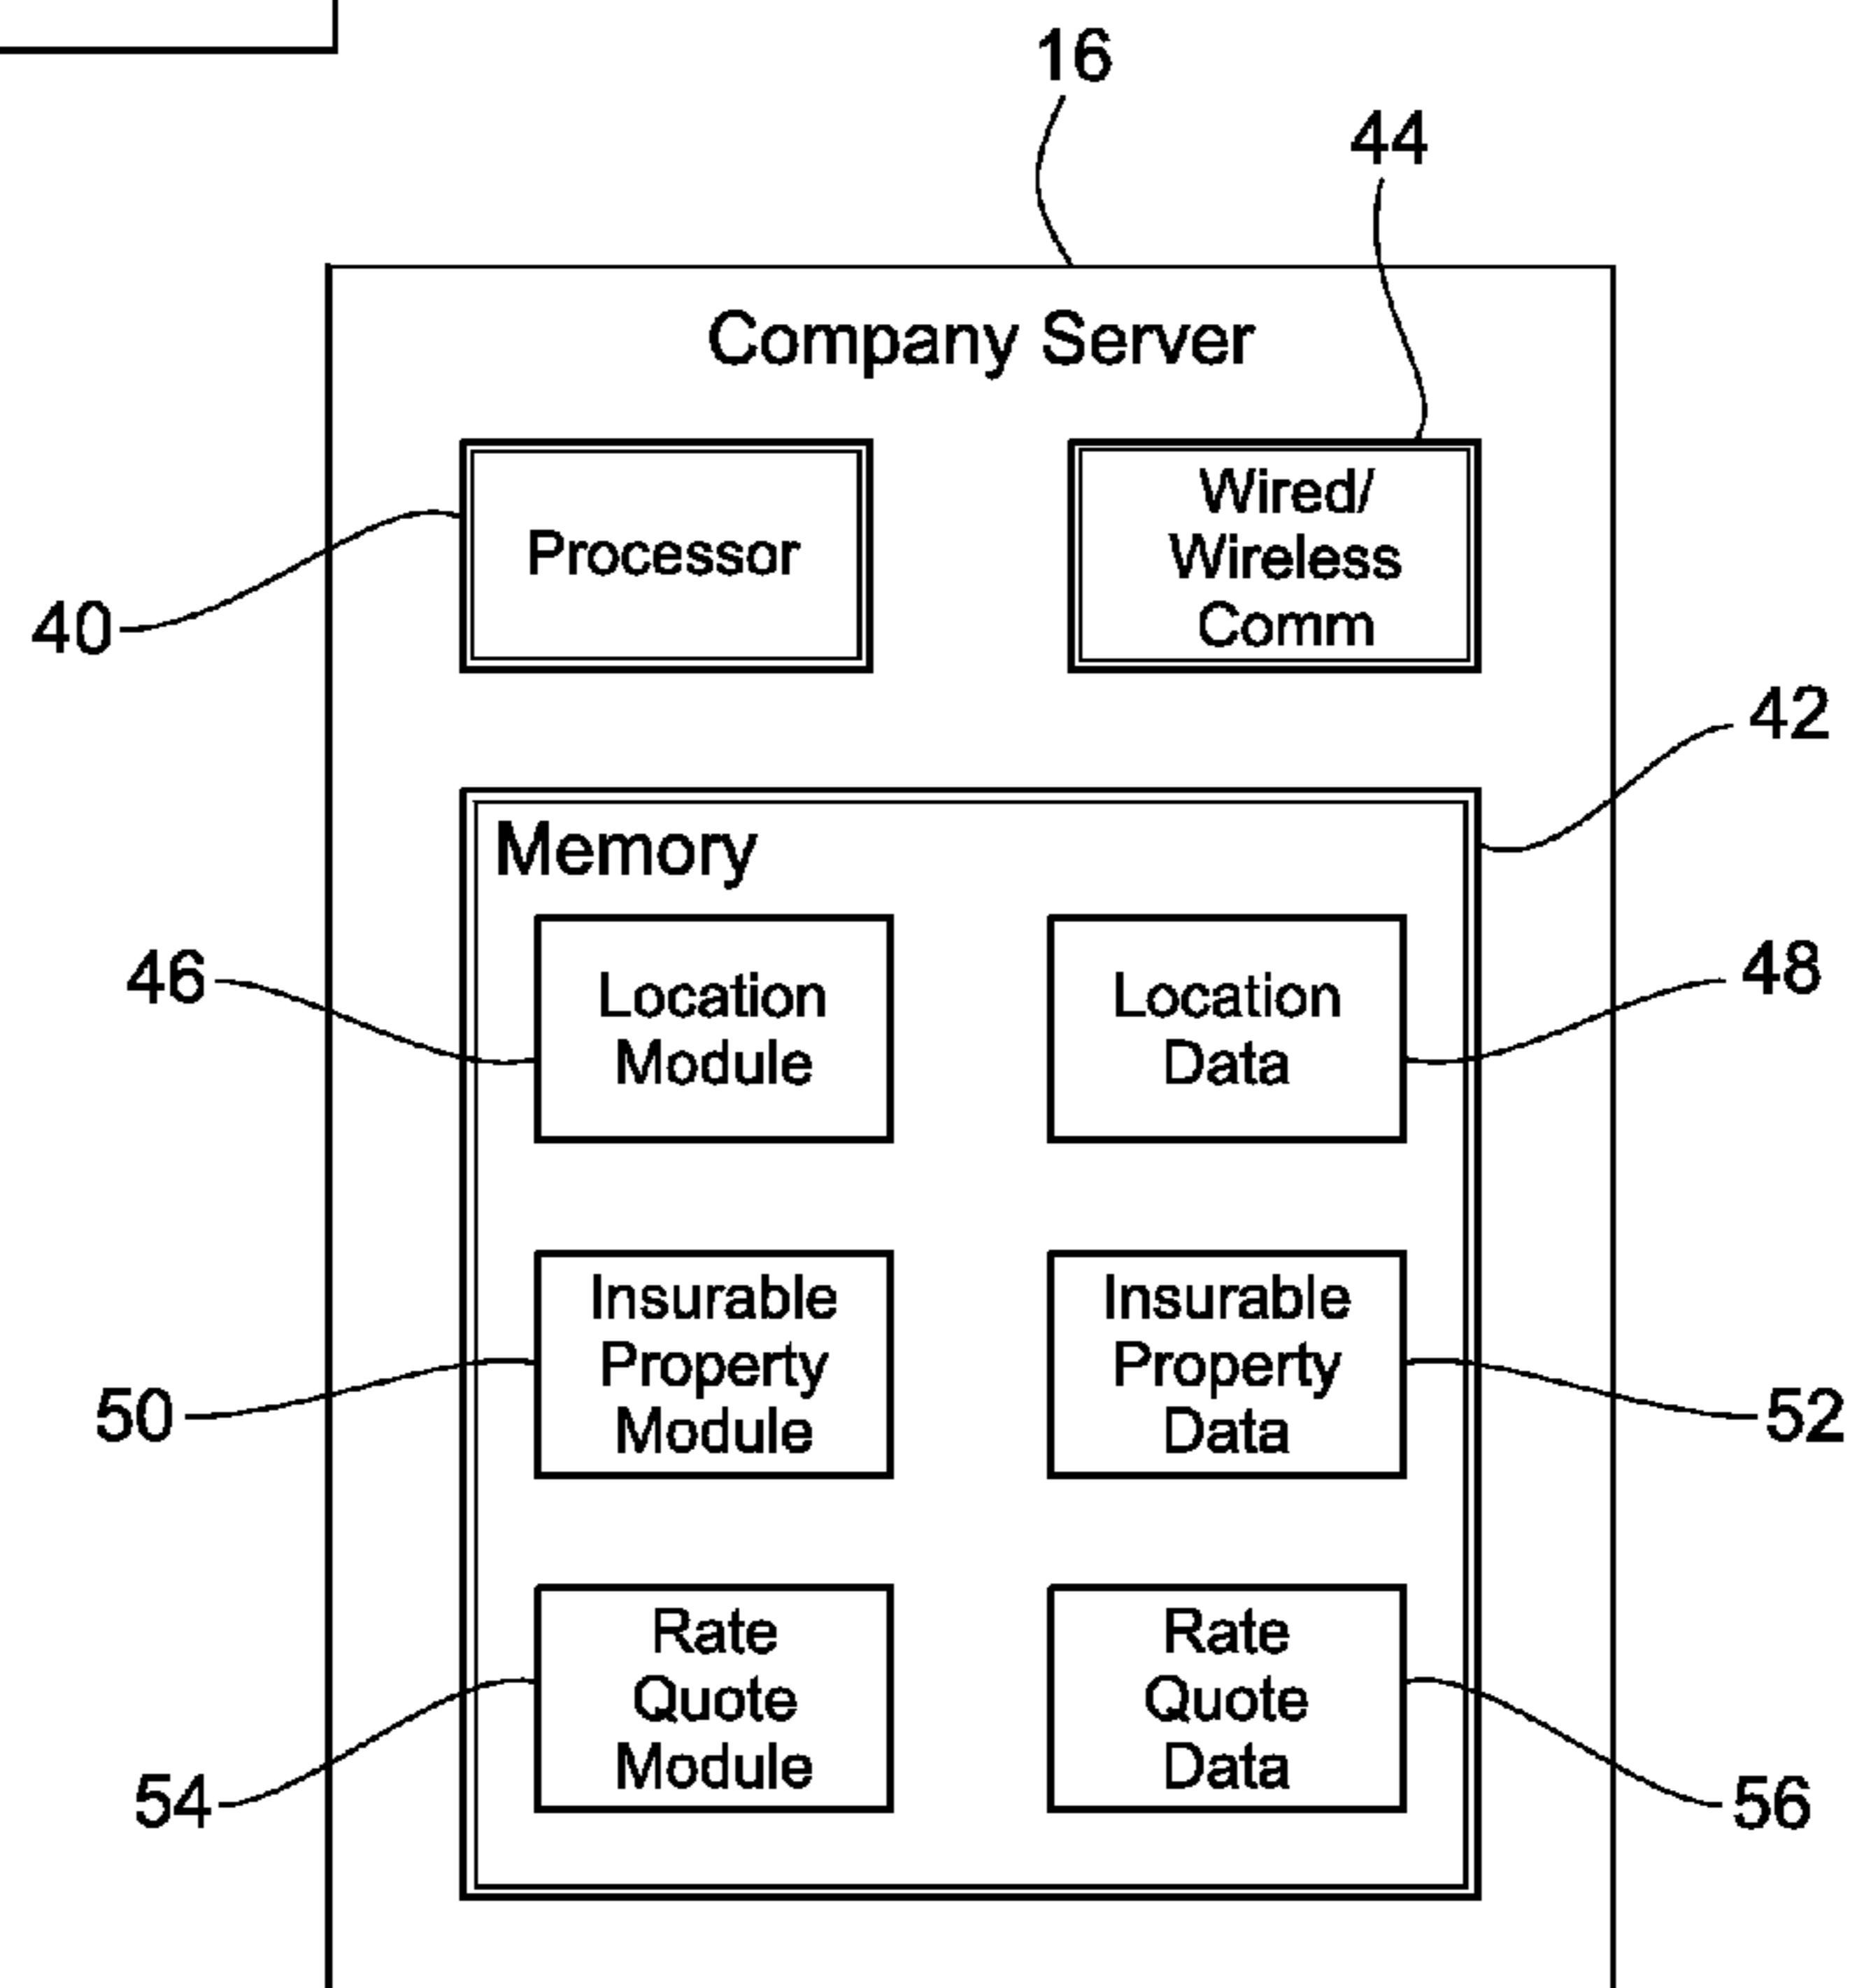 16
44
Company Server
Processor
Wired/
Wireless
Comm
40
42
Memory
46
Location
Module
Location
Data
48
Insurable
Property
Module
Insurable
Property
Data
50
52
Rate
Quote
Module
Rate
Quote
Data
54
56